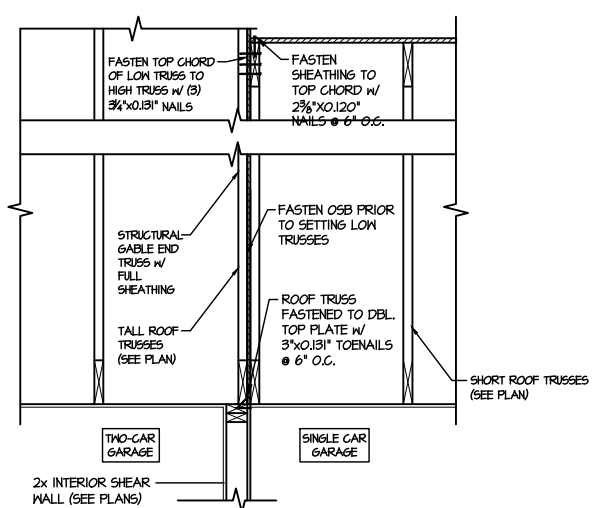 FASTEN TOP CHORD
OF LOW TRUSS TO
HIGH TRUSS W/ (3)
3¼"X0.131" NAILS
FASTEN
SHEATHING TO
TOP CHORD W/
2⅜"X0.120"
NAILS @ 6" O.C.
STRUCTURAL
GABLE END
TRUSS W/
FULL
SHEATHING
FASTEN OSB PRIOR
TO SETTING LOW
TRUSSES
TALL ROOF
TRUSSES
(SEE PLAN)
ROOF TRUSS
FASTENED TO DBL.
TOP PLATE W/
3"X0.131" TOENAILS
@ 6" O.C.
SHORT ROOF TRUSSES
(SEE PLAN)
TWO-CAR
GARAGE
SINGLE CAR
GARAGE
2x INTERIOR SHEAR
WALL (SEE PLANS)